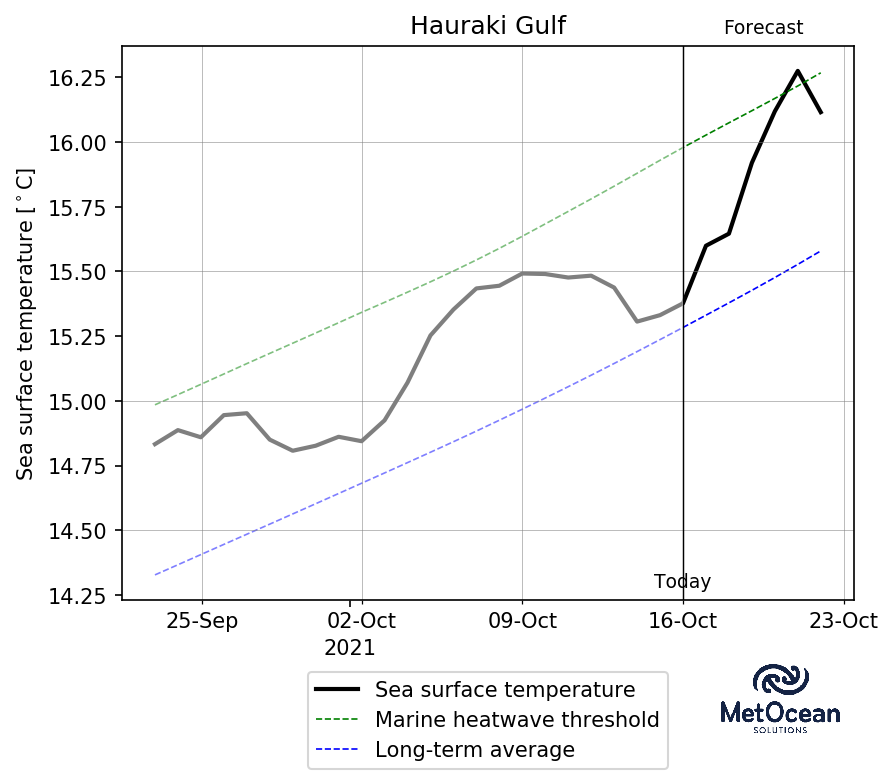 Hauraki Gulf
Forecast
Sea surface temperature [°C]
16.25
16.00
15.75
15.50
15.25
15.00
14.75
14.50
14.25
Today
25-Sep 02-Oct 09-Oct 16-Oct 23-Oct
2021
Sea surface temperature
Marine heatwave threshold
Long-term average
MetOcean
SOLUTIONS